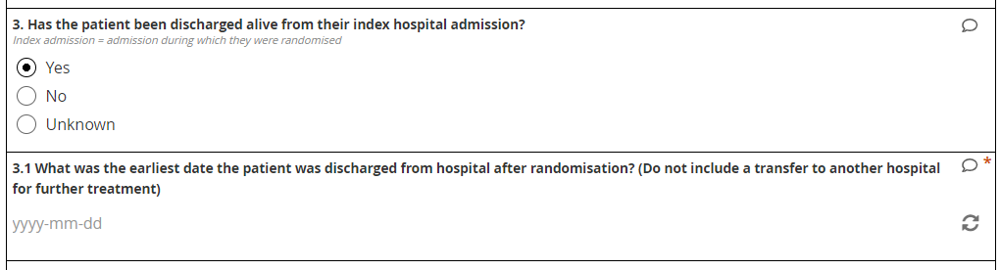 3. Has the patient been discharged alive from their index hospital admission?
Index admission = admission during which they were randomised
Yes
No
Unknown
3.1 What was the earliest date the patient was discharged from hospital after randomisation? (Do not include a transfer to another hospital
for further treatment)
*
yyyy-mm-dd